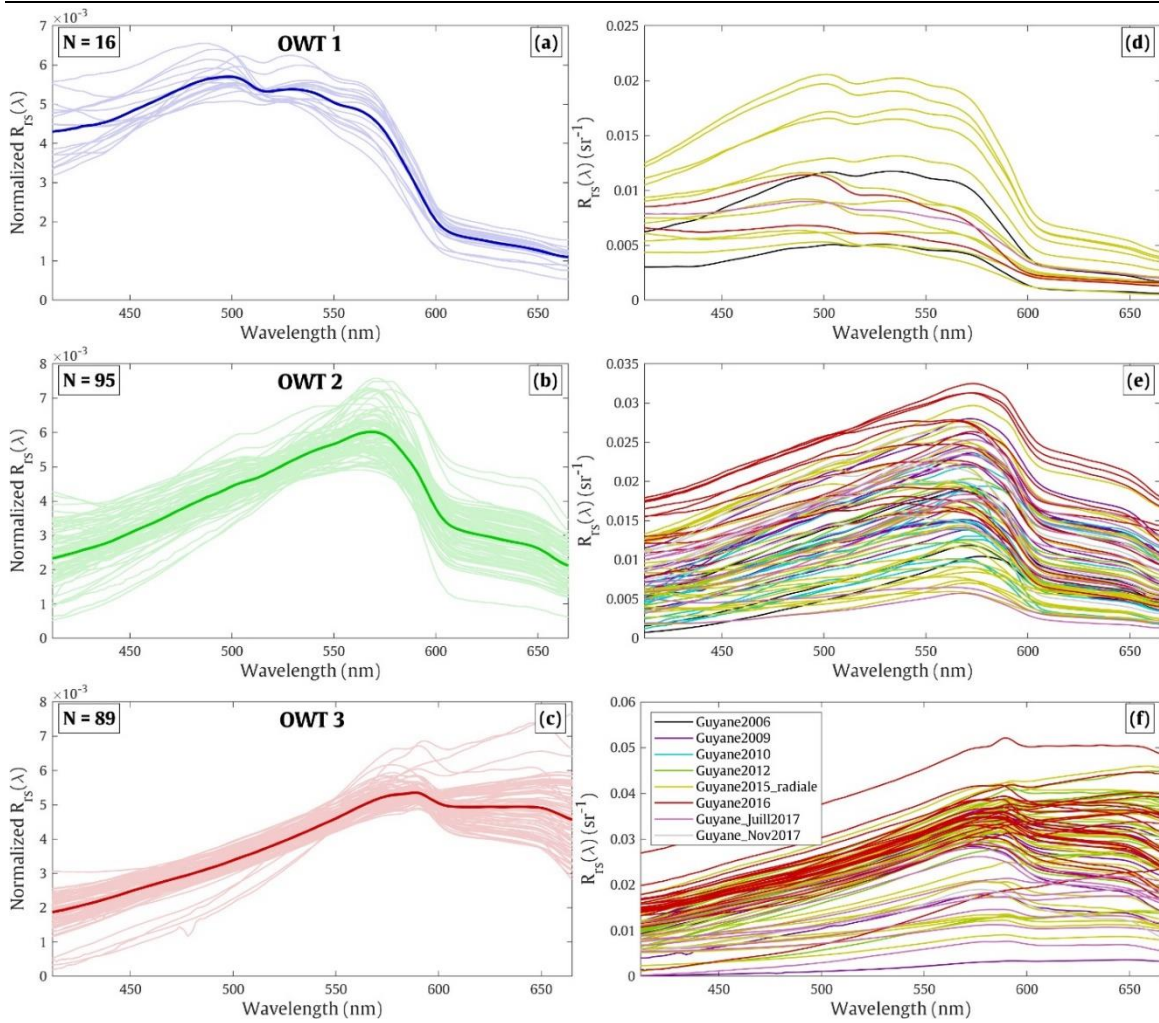 ×10⁻³
N = 16
OWT 1
(a)
Normalized Rrs(λ)
7
6
5
4
3
2
1
0
450 500 550 600 650
Wavelength (nm)
(d)
Rrs(λ) (sr⁻¹)
0.025
0.02
0.015
0.01
0.005
0
450 500 550 600 650
Wavelength (nm)
×10⁻³
N = 95
OWT 2
(b)
Normalized Rrs(λ)
8
7
6
5
4
3
2
1
0
450 500 550 600 650
Wavelength (nm)
(e)
Rrs(λ) (sr⁻¹)
0.035
0.03
0.025
0.02
0.015
0.01
0.005
0
450 500 550 600 650
Wavelength (nm)
×10⁻³
N = 89
OWT 3
(c)
Normalized Rrs(λ)
8
7
6
5
4
3
2
1
0
450 500 550 600 650
Wavelength (nm)
(f)
Rrs(λ) (sr⁻¹)
0.06
0.05
0.04
0.03
0.02
0.01
0
Guyane2006
Guyane2009
Guyane2010
Guyane2012
Guyane2015_radiale
Guyane2016
Guyane_Juill2017
Guyane_Nov2017
450 500 550 600 650
Wavelength (nm)